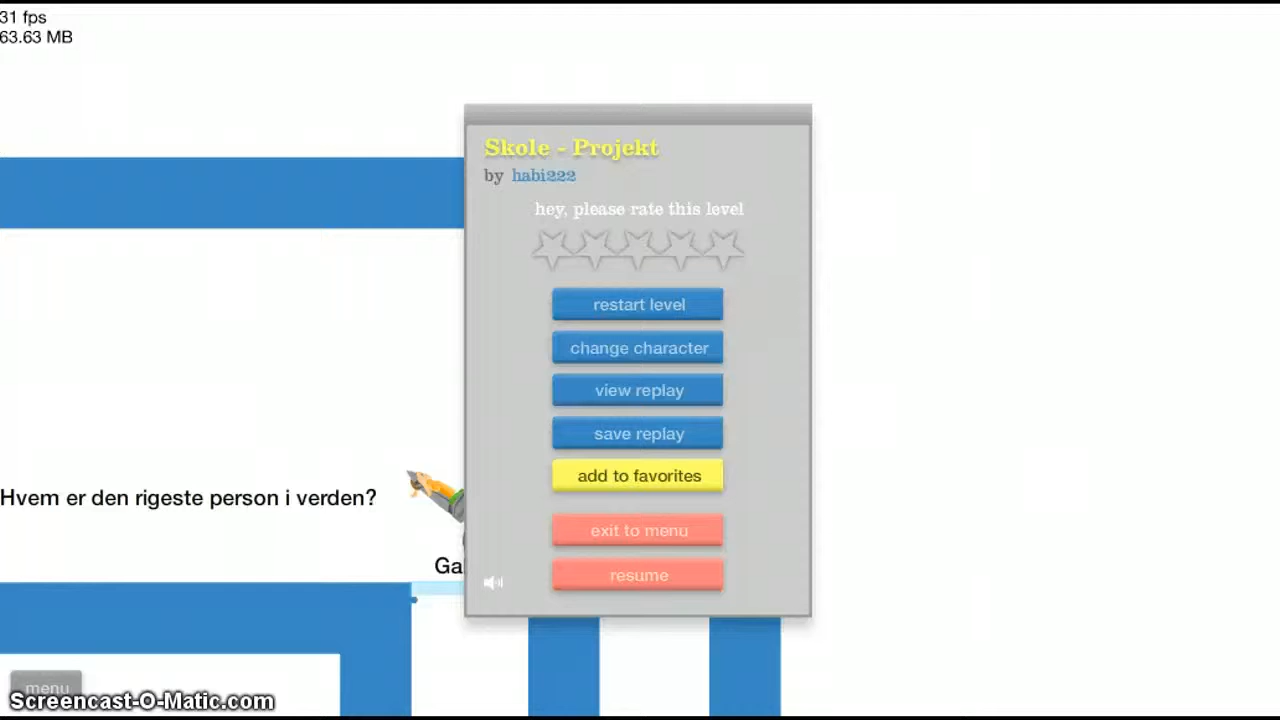 31 fps
63.63 MB
Skole - Projekt
by habi222
hey, please rate this level
restart level
change character
view replay
save replay
add to favorites
Hvem er den rigeste person i verden?
exit to menu
Ga
resume
menu
Screencast-O-Matic.com